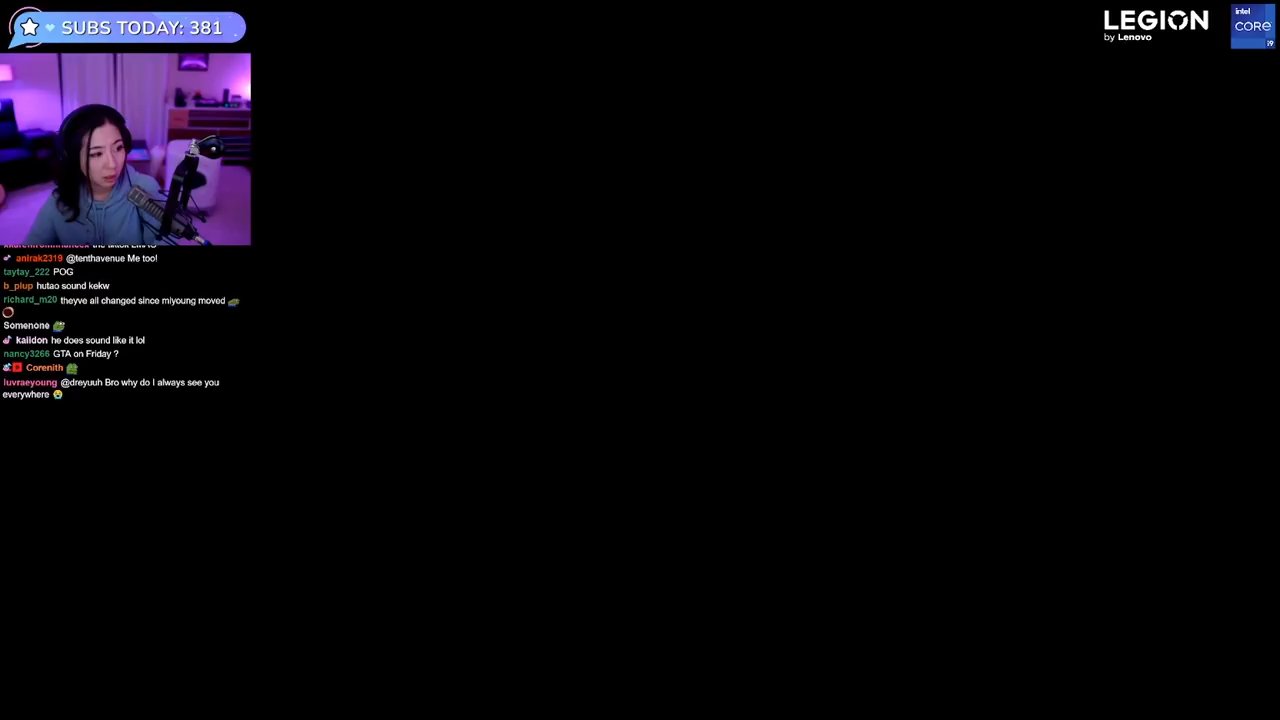 SUBS TODAY: 381
LEGION
by Lenovo
intel
CORE
i9
anirak2319 @tenthavenue Me too!
taytay_222 POG
b_plup hutao sound kekw
richard_m20 theyve all changed since miyoung moved
Somenone
kaiidon he does sound like it lol
nancy3266 GTA on Friday ?
Corenith
luvraeyoung @dreyuuh Bro why do I always see you
everywhere